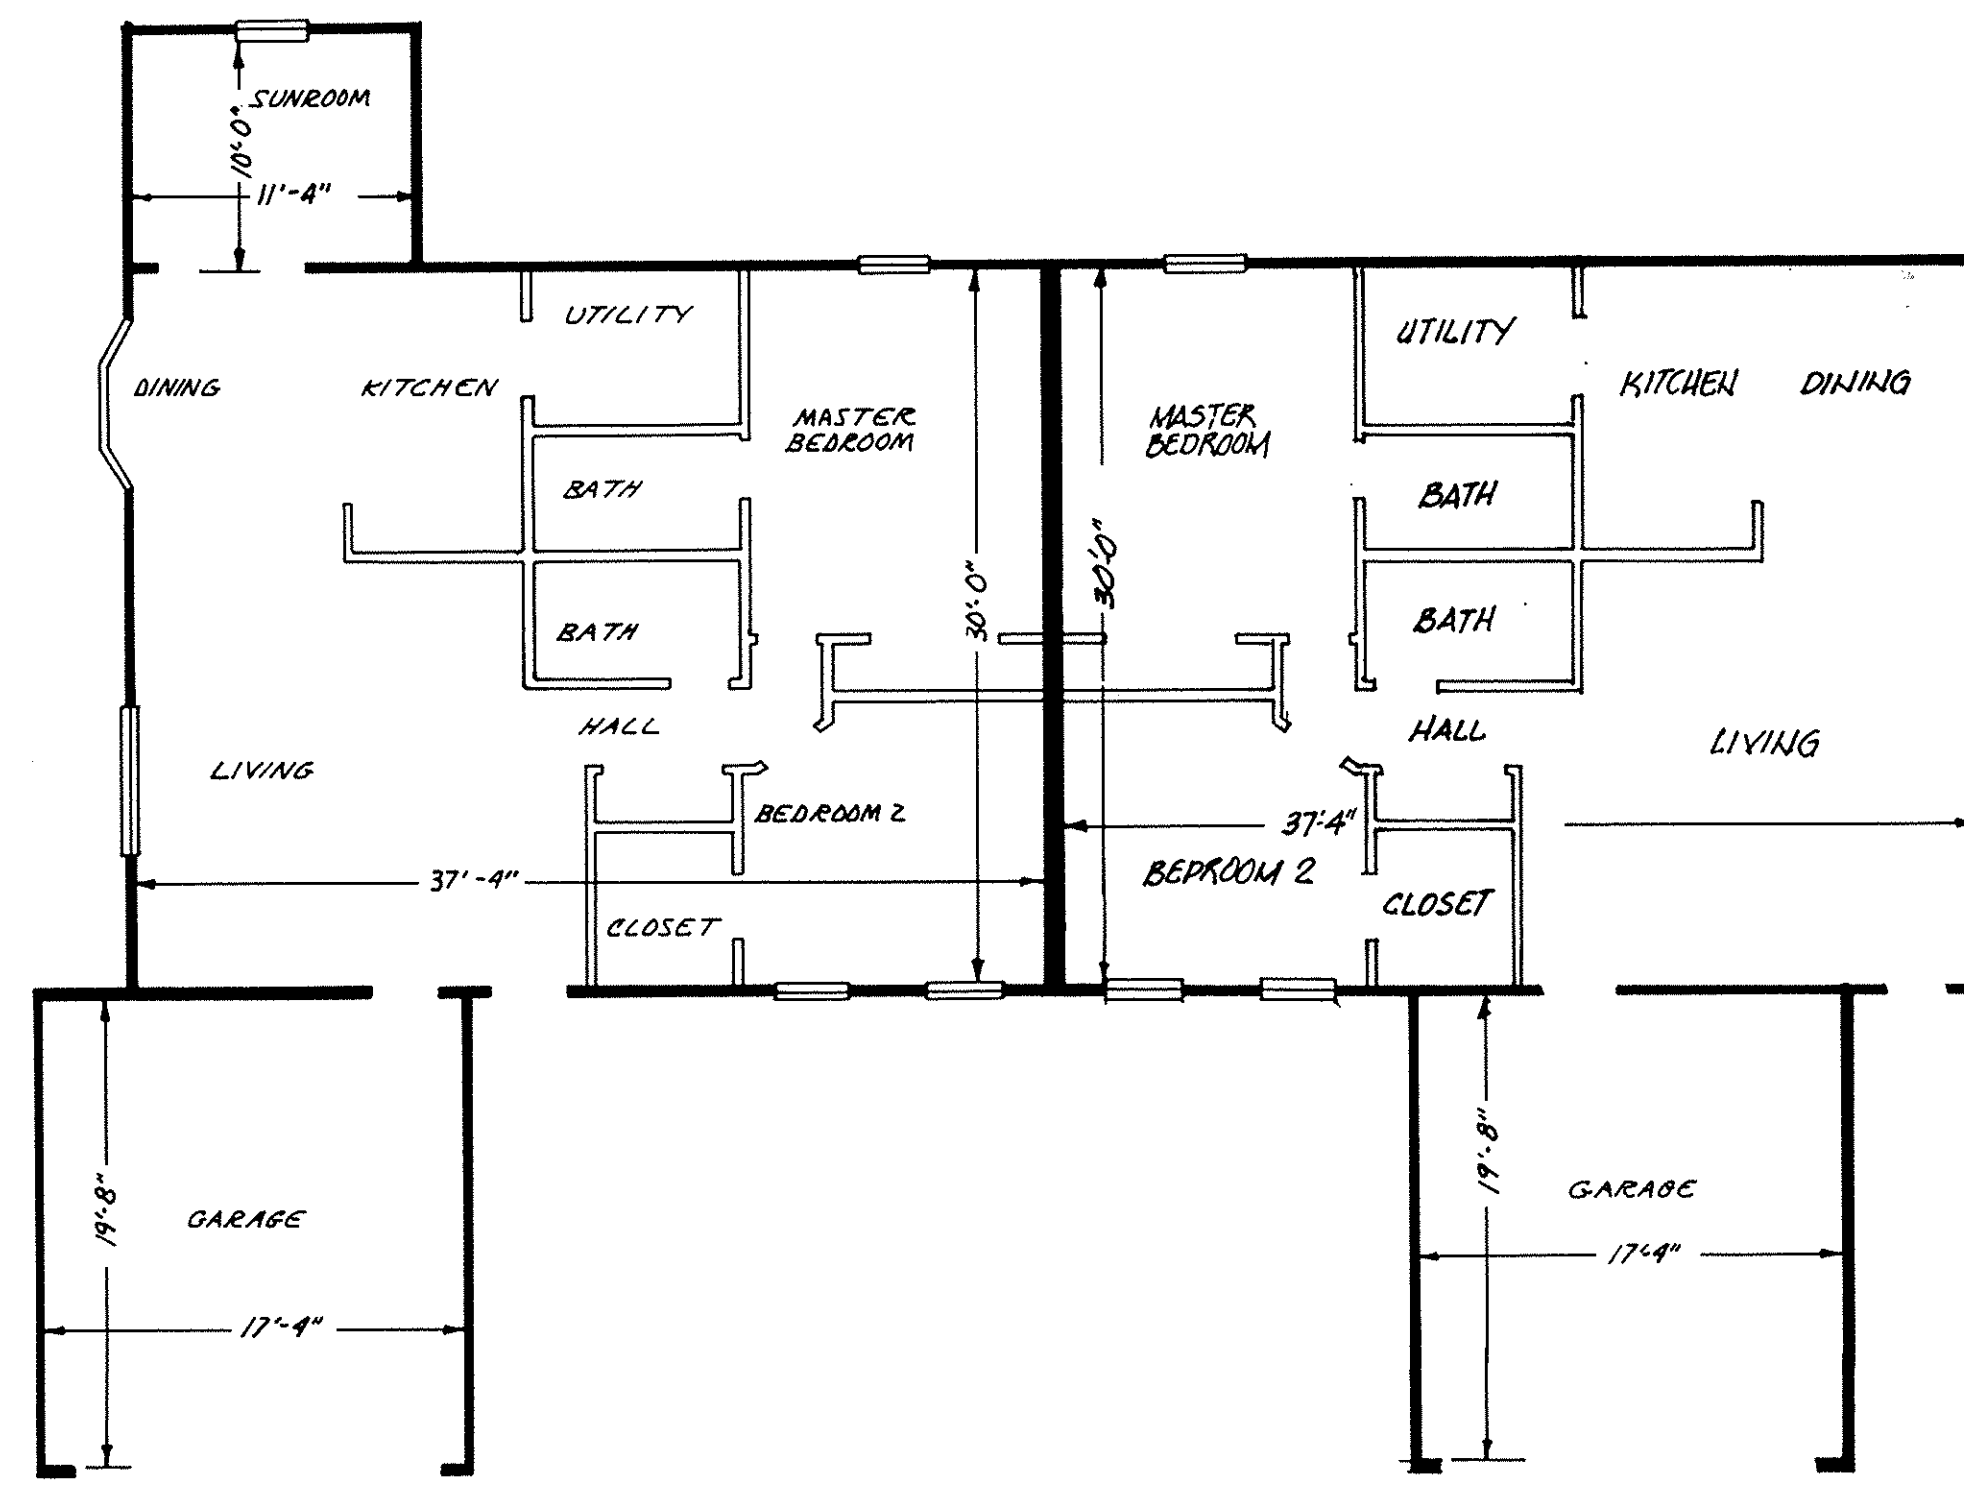 SUNROOM
10'-0"
11'-4"
UTILITY
UTILITY
DINING
KITCHEN
KITCHEN
DINING
MASTER
BEDROOM
MASTER
BEDROOM
BATH
BATH
30'-0"
30'-0"
BATH
BATH
HALL
HALL
LIVING
LIVING
BEDROOM 2
37'-4"
37'-4"
BEDROOM 2
CLOSET
CLOSET
19'-8"
19'-8"
GARAGE
GARAGE
17'-4"
17'-4"